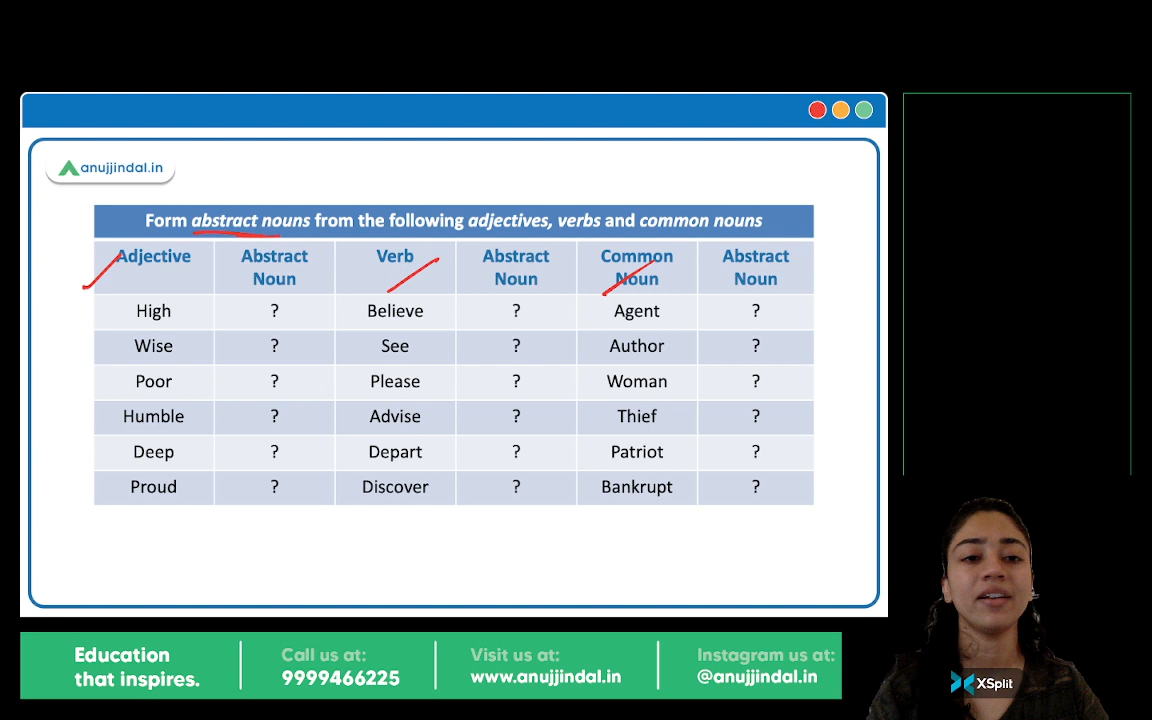 anujjindal.in
Form abstract nouns from the following adjectives, verbs and common nouns
Adjective Abstract Noun Verb Abstract Noun Common Noun Abstract Noun
High ? Believe ? Agent ?
Wise ? See ? Author ?
Poor ? Please ? Woman ?
Humble ? Advise ? Thief ?
Deep ? Depart ? Patriot ?
Proud ? Discover ? Bankrupt ?
Education
that inspires.
Call us at:
9999466225
Visit us at:
www.anujjindal.in
Instagram us at:
@anujjindal.in
XSplit